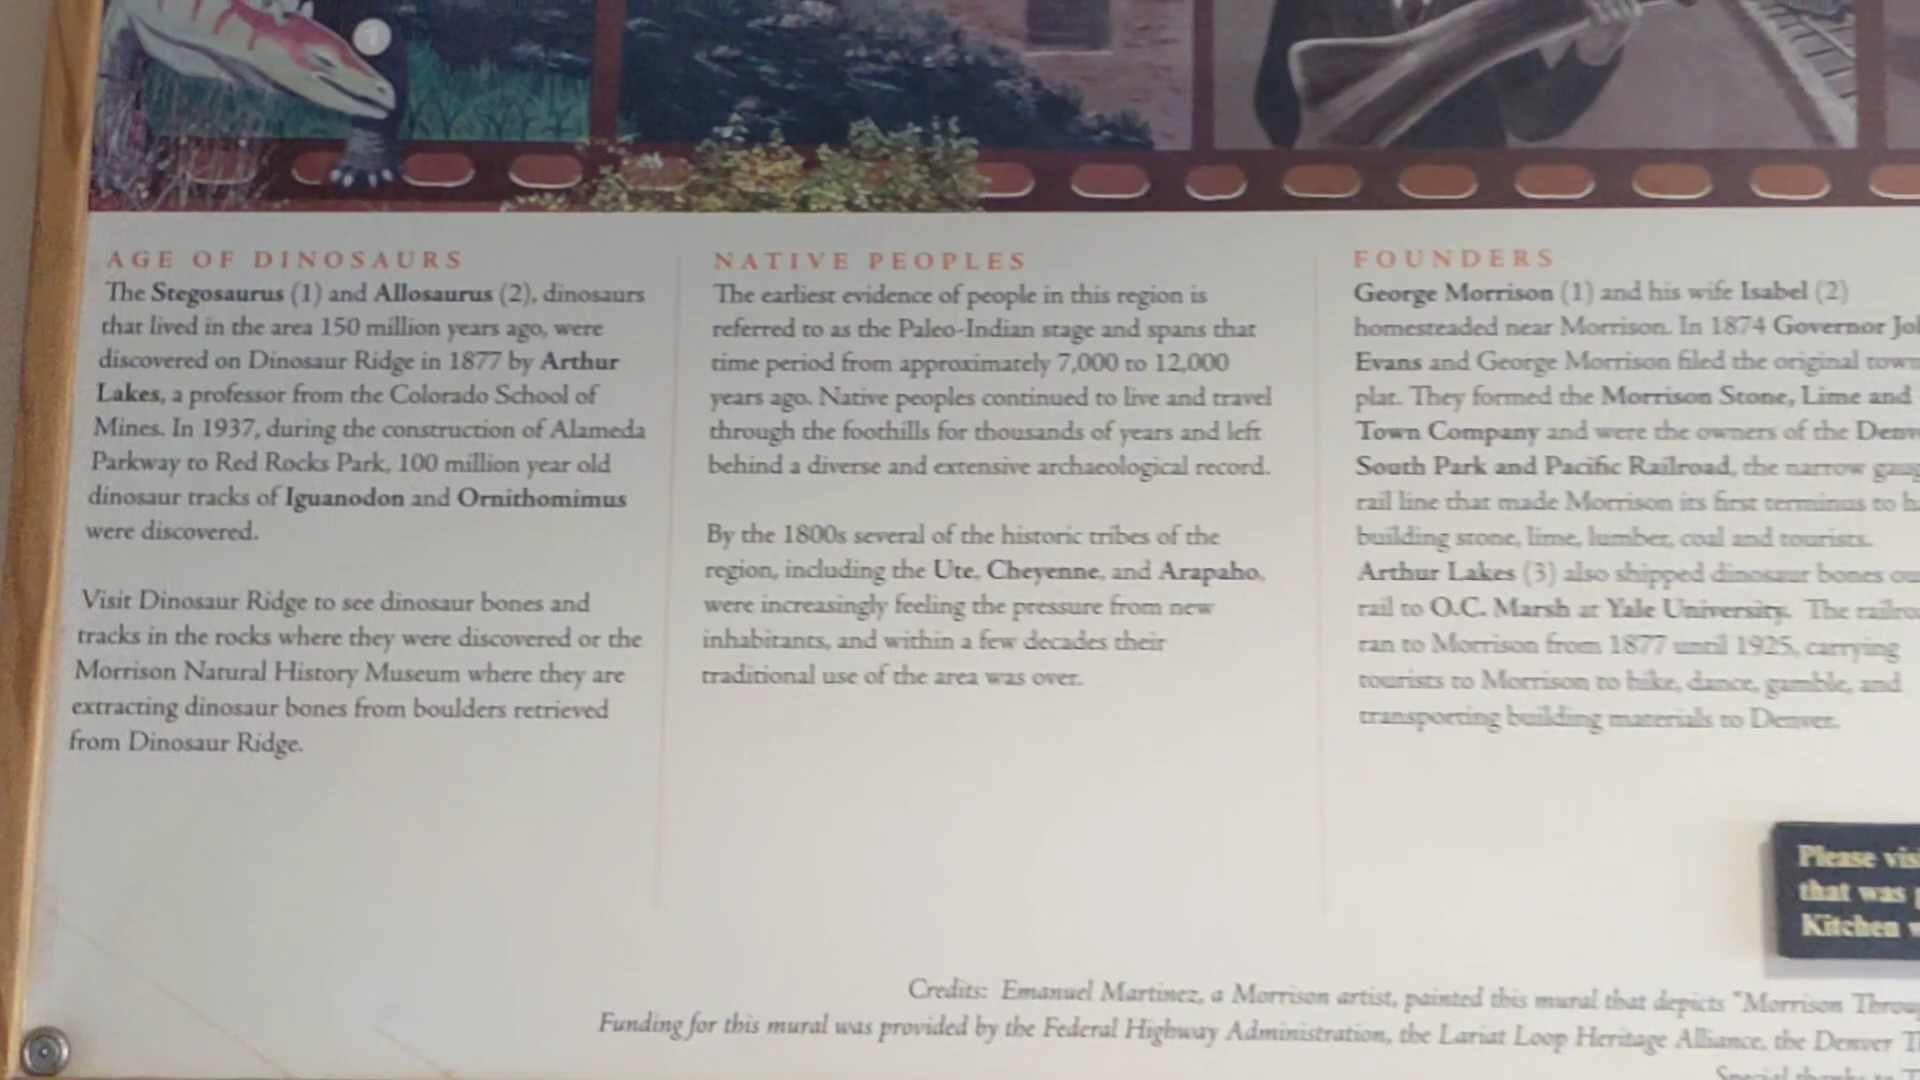 1
AGE OF DINOSAURS
The Stegosaurus (1) and Allosaurus (2), dinosaurs
that lived in the area 150 million years ago, were
discovered on Dinosaur Ridge in 1877 by Arthur
Lakes, a professor from the Colorado School of
Mines. In 1937, during the construction of Alameda
Parkway to Red Rocks Park, 100 million year old
dinosaur tracks of Iguanodon and Ornithomimus
were discovered.
Visit Dinosaur Ridge to see dinosaur bones and
tracks in the rocks where they were discovered or the
Morrison Natural History Museum where they are
extracting dinosaur bones from boulders retrieved
from Dinosaur Ridge.
NATIVE PEOPLES
The earliest evidence of people in this region is
referred to as the Paleo-Indian stage and spans that
time period from approximately 7,000 to 12,000
years ago. Native peoples continued to live and travel
through the foothills for thousands of years and left
behind a diverse and extensive archaeological record.
By the 1800s several of the historic tribes of the
region, including the Ute, Cheyenne, and Arapaho,
were increasingly feeling the pressure from new
inhabitants, and within a few decades their
traditional use of the area was over.
FOUNDERS
George Morrison (1) and his wife Isabel (2)
homesteaded near Morrison. In 1874 Governor
Evans and George Morrison filed the original town
plat. They formed the Morrison Stone, Lime and
Town Company and were the owners of the
South Park and Pacific Railroad, the narrow
rail line that made Morrison its first terminus to
building stone, lime, lumber, coal and tourists.
Arthur Lakes (3) also shipped dinosaur bones
rail to O.C. Marsh at Yale University. The
ran to Morrison from 1877 until 1925, carrying
tourists to Morrison to hike, dance, gamble, and
transporting building materials to Denver.
Please
that was
Kitchen
Credits: Emanuel Martinez, a Morrison artist, painted this mural that depicts "Morrison
Funding for this mural was provided by the Federal Highway Administration, the Lariat Loop Heritage Alliance, the Denver